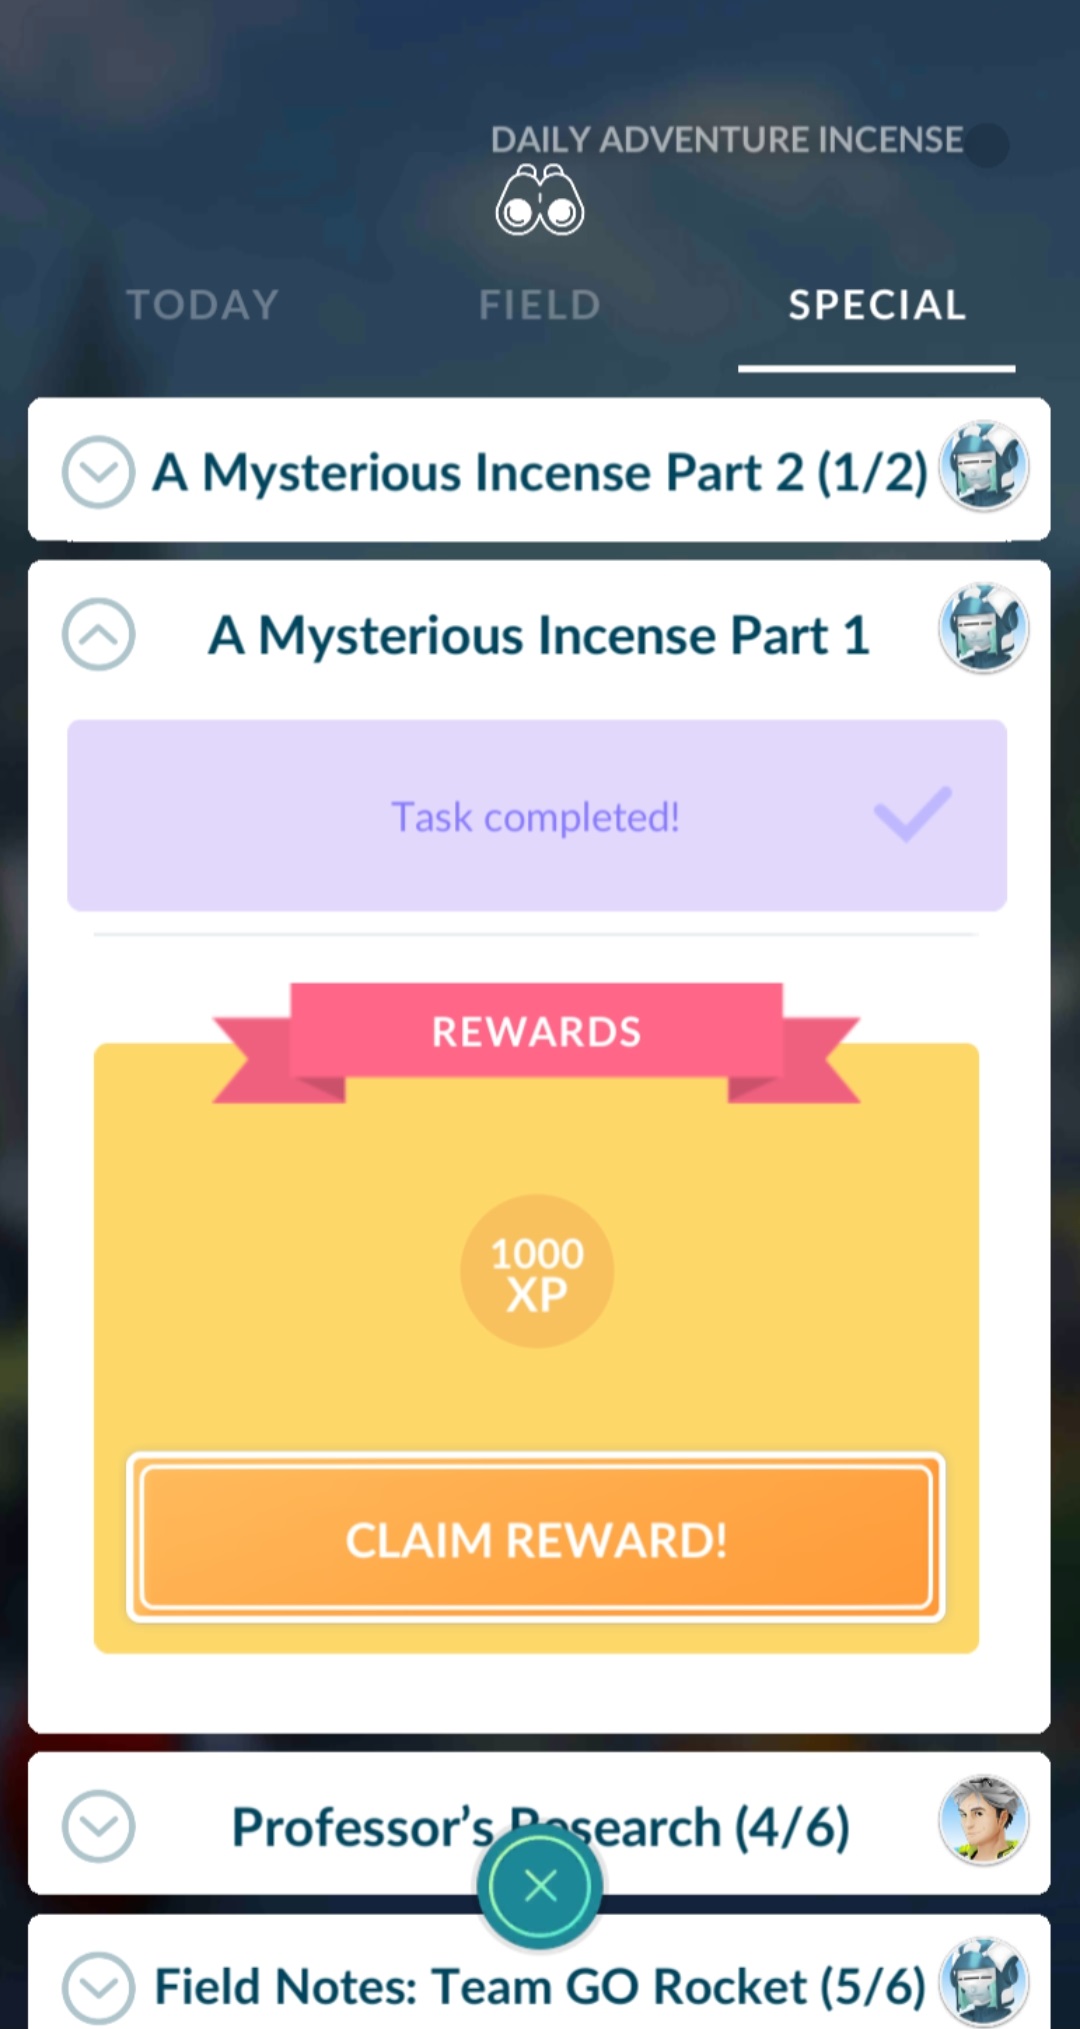 DAILY ADVENTURE INCENSE
TODAY
FIELD
SPECIAL
A Mysterious Incense Part 2 (1/2)
A Mysterious Incense Part 1
Task completed!
REWARDS
1000
XP
CLAIM REWARD!
Professor’s Research (4/6)
Field Notes: Team GO Rocket (5/6)